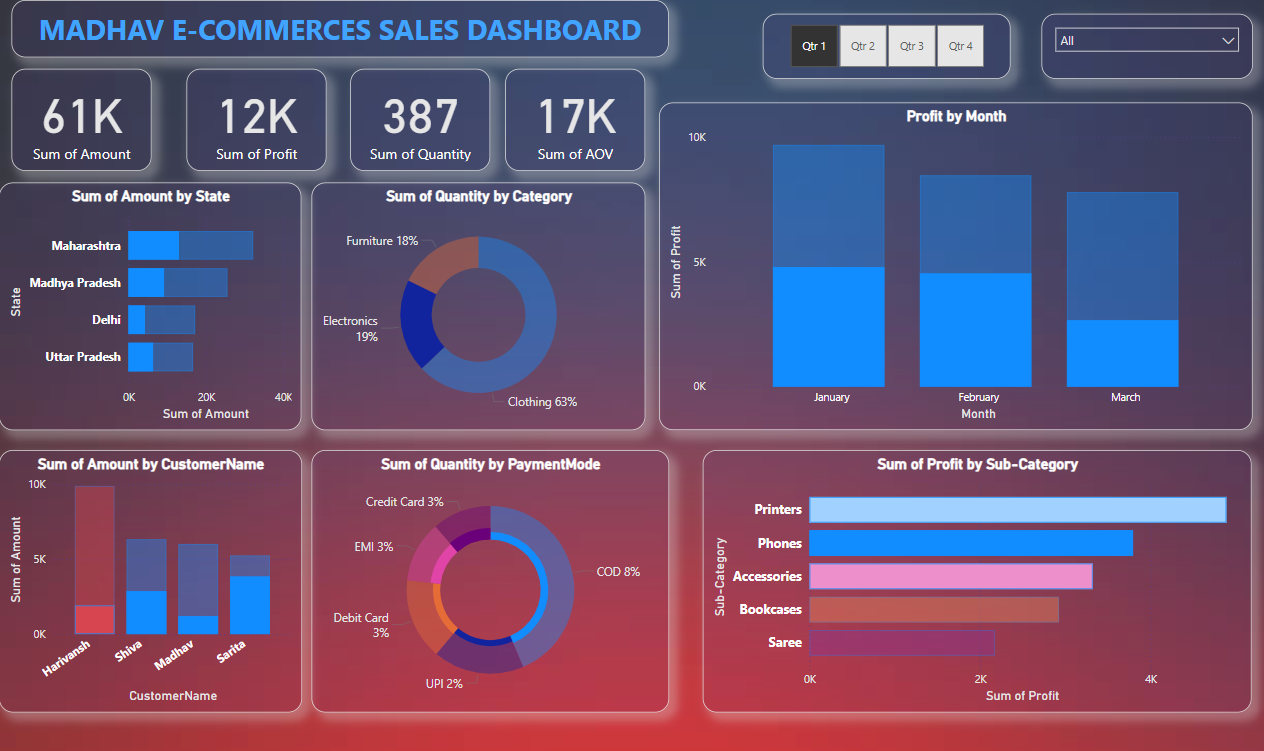 MADHAV E-COMMERCES SALES DASHBOARD
Qtr 1 Qtr 2 Qtr 3 Qtr 4
All
61K
Sum of Amount
12K
Sum of Profit
387
Sum of Quantity
17K
Sum of AOV
Profit by Month
Sum of Profit
10K
5K
0K
January February March
Month
Sum of Amount by State
State
Maharashtra
Madhya Pradesh
Delhi
Uttar Pradesh
0K 20K 40K
Sum of Amount
Sum of Quantity by Category
Furniture 18%
Electronics
19%
Clothing 63%
Sum of Amount by CustomerName
Sum of Amount
10K
5K
0K
Harivansh Shiva Madhav Sarita
CustomerName
Sum of Quantity by PaymentMode
Credit Card 3%
EMI 3%
COD 8%
Debit Card
3%
UPI 2%
Sum of Profit by Sub-Category
Sub-Category
Printers
Phones
Accessories
Bookcases
Saree
0K 2K 4K
Sum of Profit